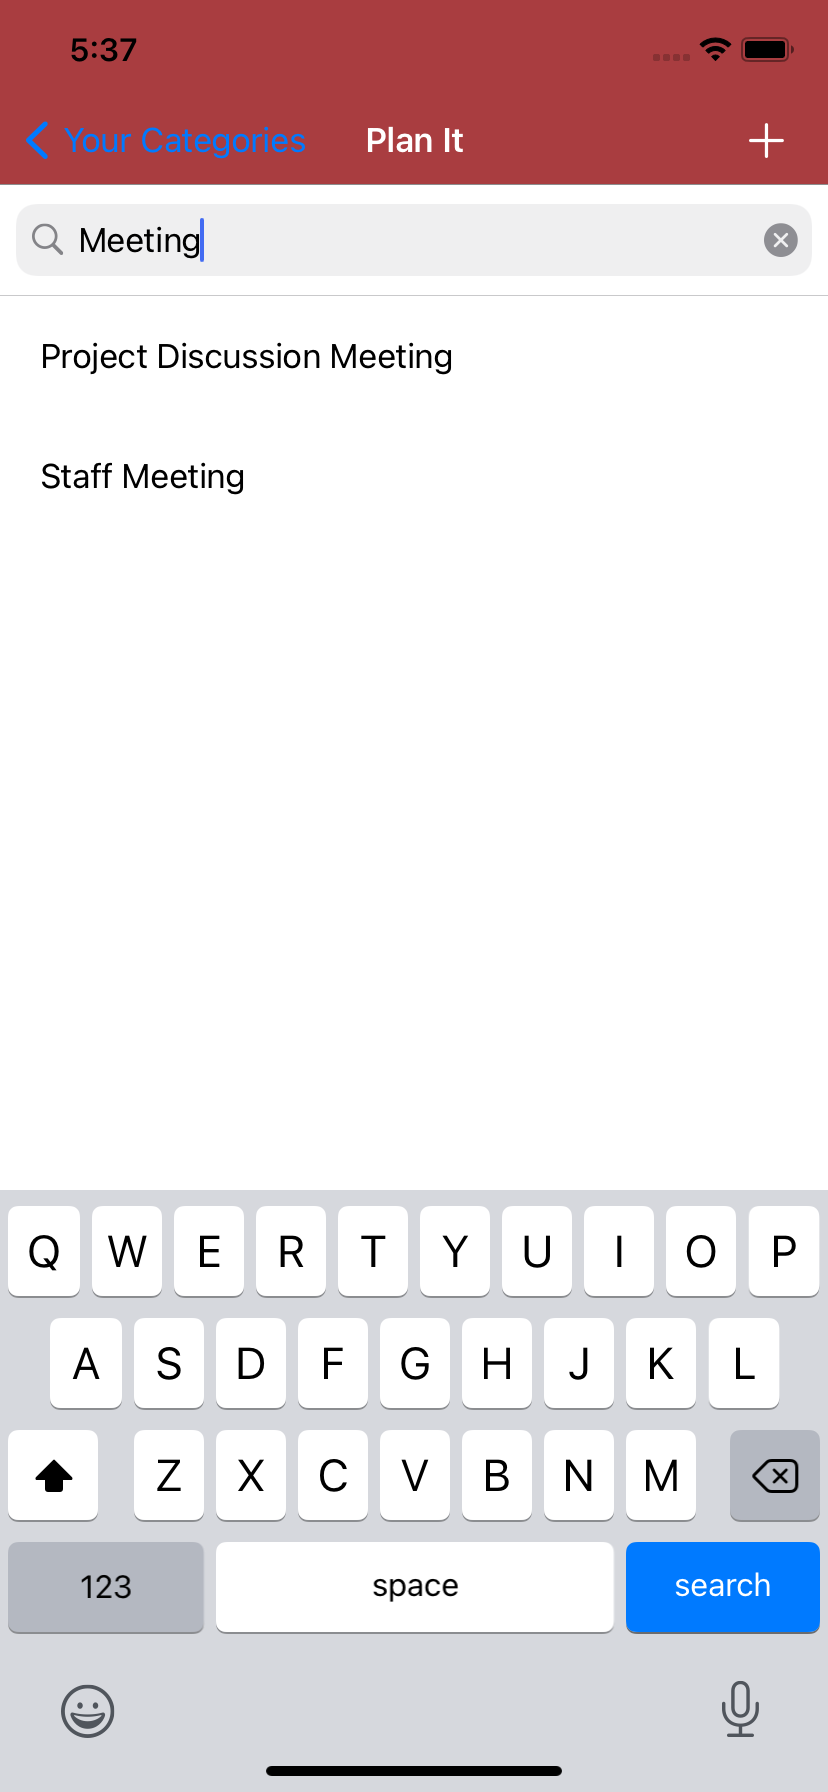 5:37
Your Categories Plan It
Meeting
Project Discussion Meeting
Staff Meeting
Q W E R T Y U I O P
A S D F G H J K L
Z X C V B N M
123 space search